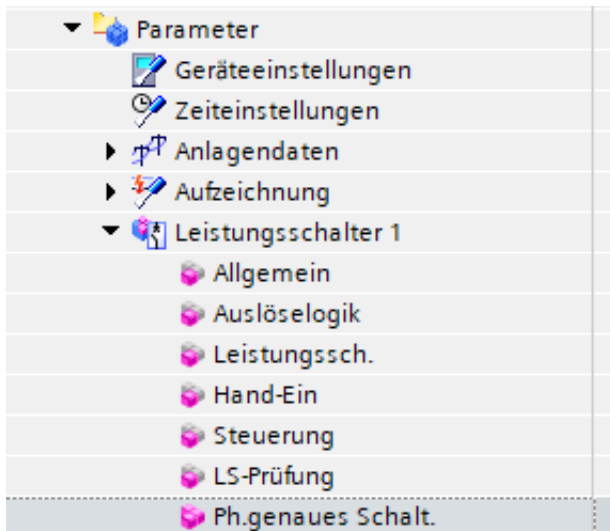 Parameter
Geräteeinstellungen
Zeiteinstellungen
Anlagendaten
Aufzeichnung
Leistungsschalter 1
Allgemein
Auslöselogik
Leistungssch.
Hand-Ein
Steuerung
LS-Prüfung
Ph.genaues Schalt.